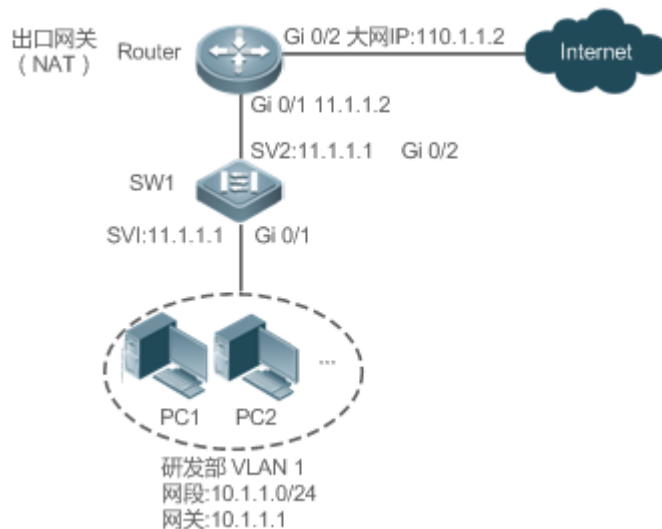 出口网关
（NAT）
Router
Gi 0/2 大网IP:110.1.1.2
Internet
Gi 0/1 11.1.1.2
SV2:11.1.1.1 Gi 0/2
SW1
SVI:11.1.1.1 Gi 0/1
...
PC1 PC2
研发部 VLAN 1
网段:10.1.1.0/24
网关:10.1.1.1